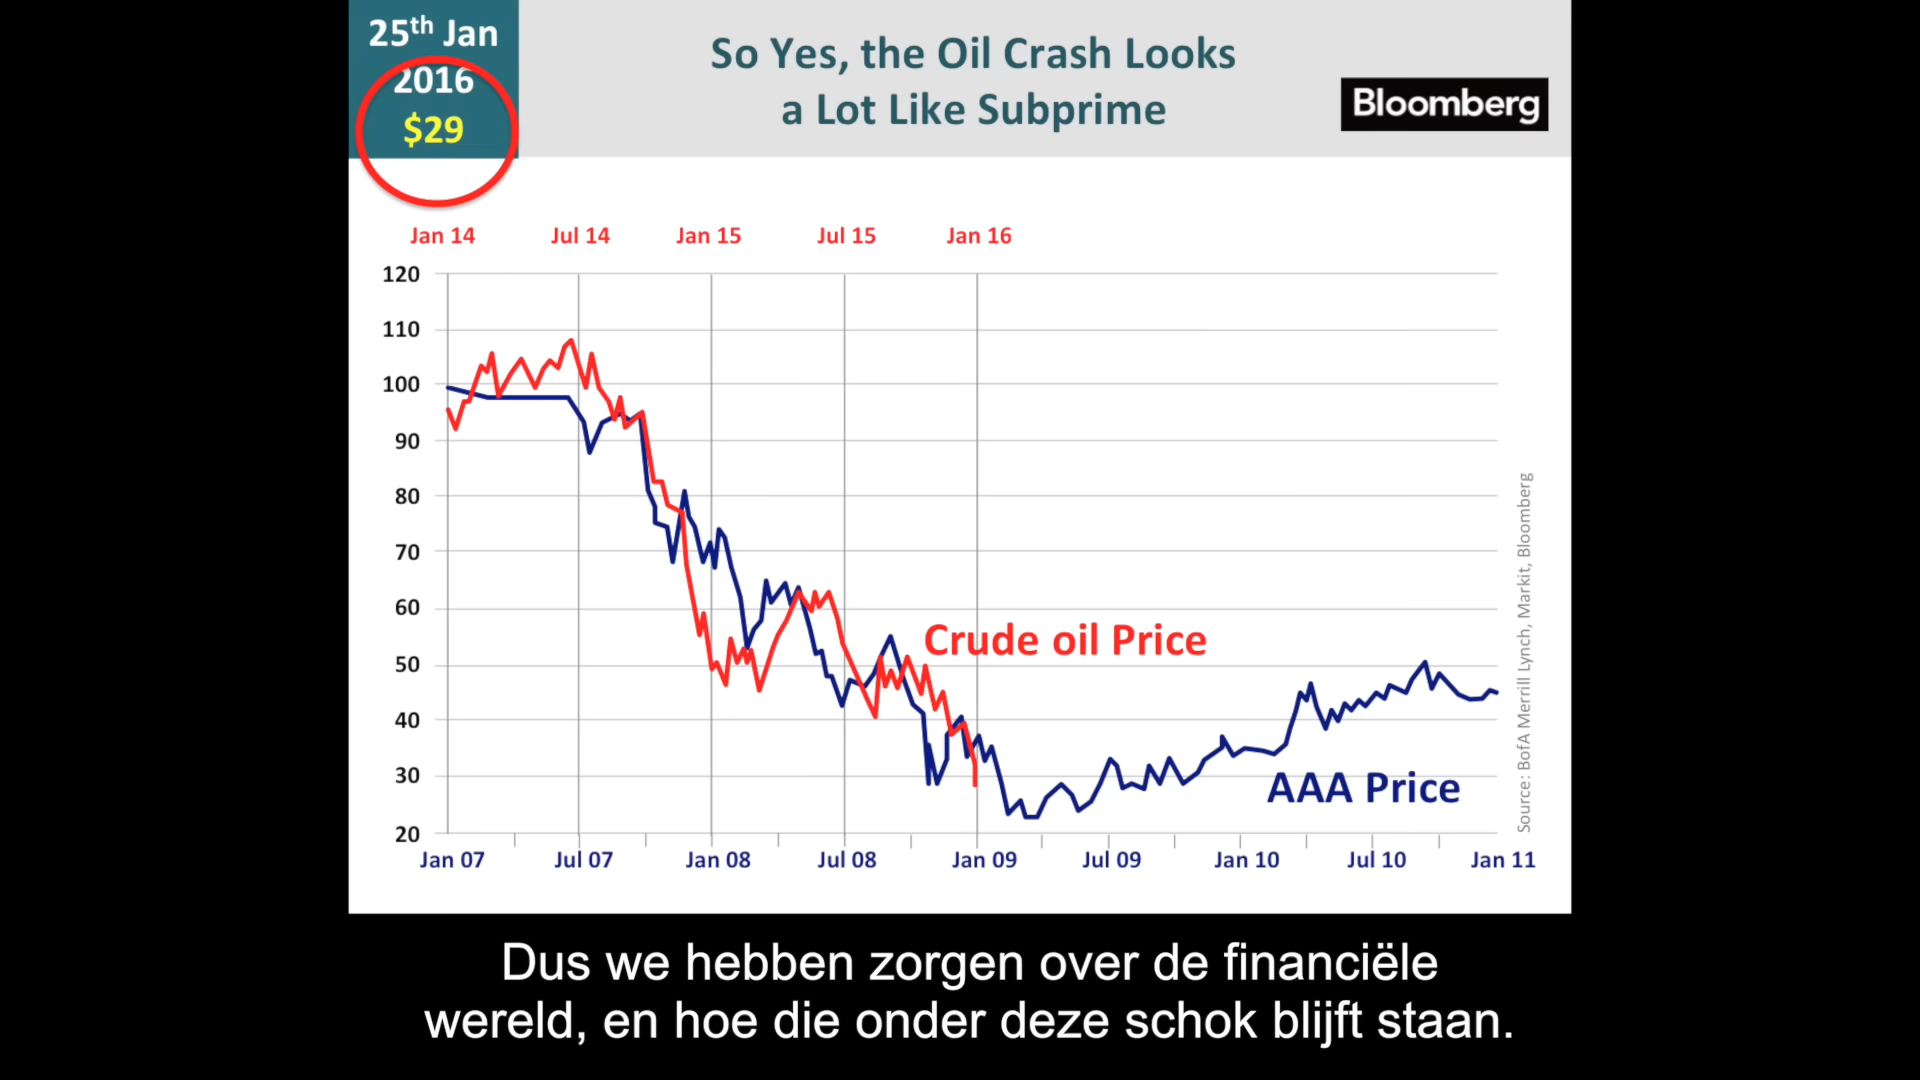 25th Jan
2016
$29
So Yes, the Oil Crash Looks
a Lot Like Subprime
Bloomberg
Jan 14 Jul 14 Jan 15 Jul 15 Jan 16
120
110
100
90
80
70
60
50
40
30
20
Crude oil Price
AAA Price
Source: BofA Merrill Lynch, Markit, Bloomberg
Jan 07 Jul 07 Jan 08 Jul 08 Jan 09 Jul 09 Jan 10 Jul 10 Jan 11
Dus we hebben zorgen over de financiële
wereld, en hoe die onder deze schok blijft staan.